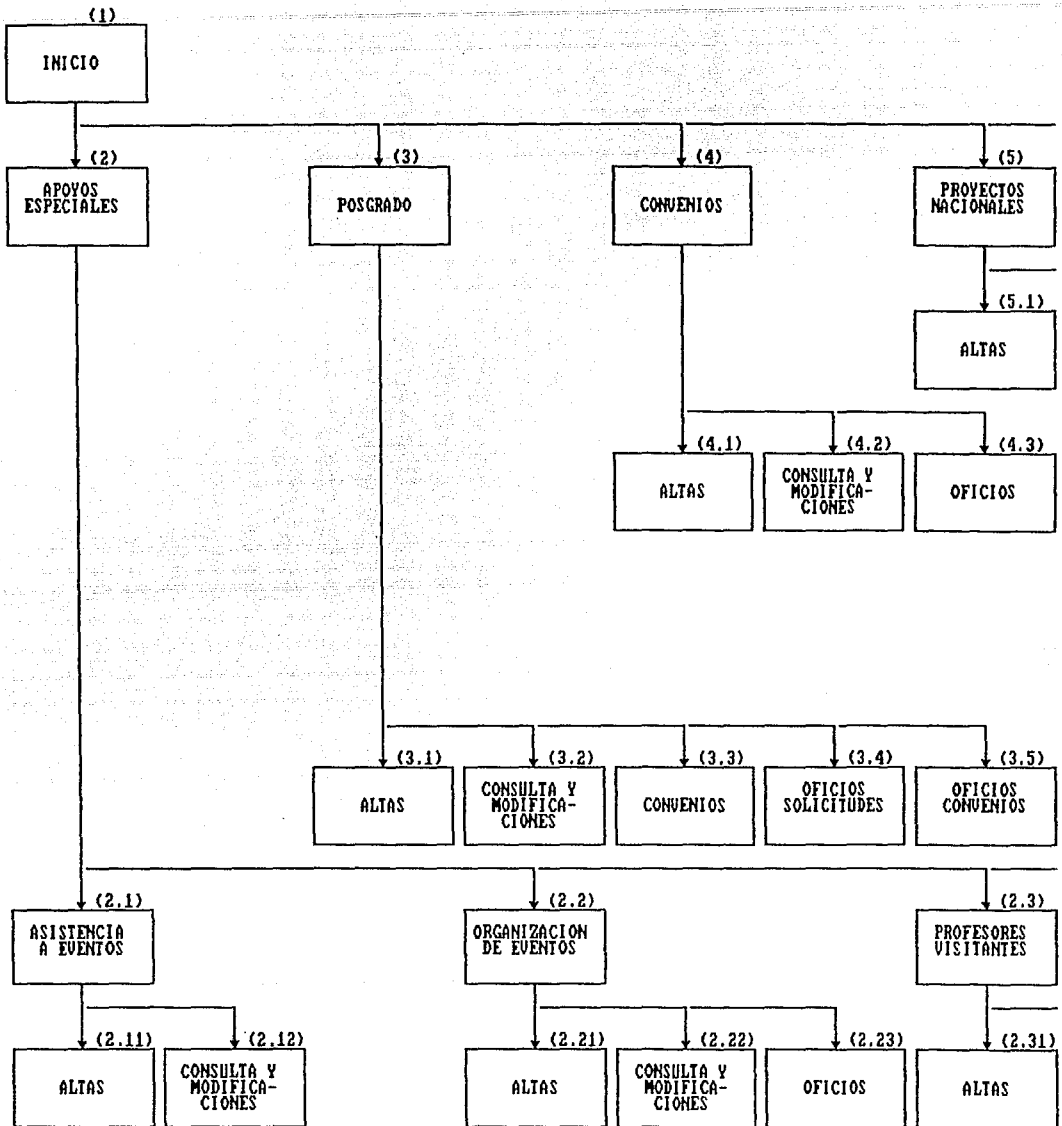 (1)
INICIO
(2)
APOYOS
ESPECIALES
(3)
POSGRADO
(4)
CONVENIOS
(5)
PROYECTOS
NACIONALES
(5.1)
ALTAS
(4.1)
ALTAS
(4.2)
CONSULTA Y
MODIFICA-
CIONES
(4.3)
OFICIOS
(3.1)
ALTAS
(3.2)
CONSULTA Y
MODIFICA-
CIONES
(3.3)
CONVENIOS
(3.4)
OFICIOS
SOLICITUDES
(3.5)
OFICIOS
CONVENIOS
(2.1)
ASISTENCIA
A EVENTOS
(2.2)
ORGANIZACION
DE EVENTOS
(2.3)
PROFESORES
VISITANTES
(2.11)
ALTAS
(2.12)
CONSULTA Y
MODIFICA-
CIONES
(2.21)
ALTAS
(2.22)
CONSULTA Y
MODIFICA-
CIONES
(2.23)
OFICIOS
(2.31)
ALTAS